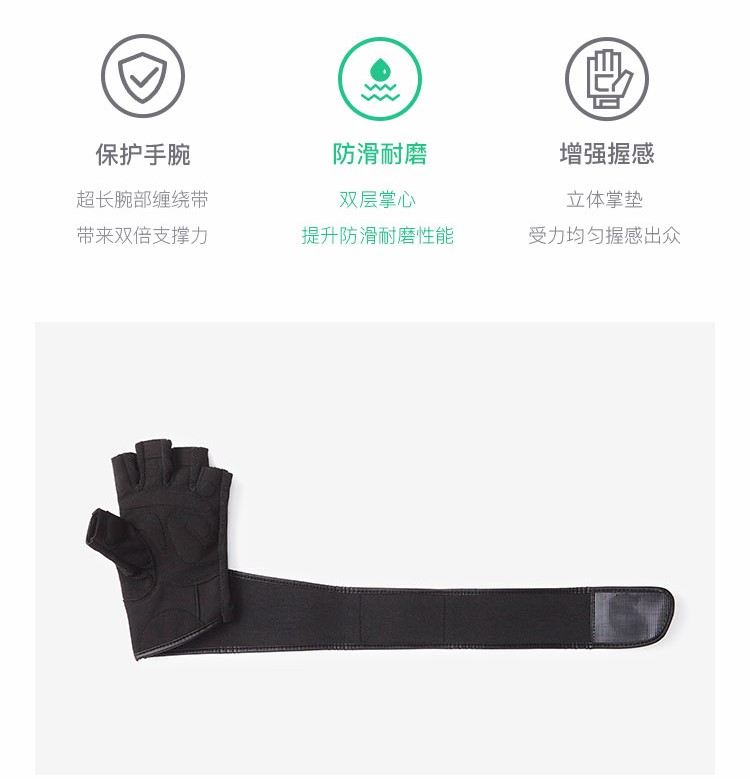 保护手腕
防滑耐磨
增强握感
超长腕部缠绕带
双层掌心
立体掌垫
带来双倍支撑力
提升防滑耐磨性能
受力均匀握感出众